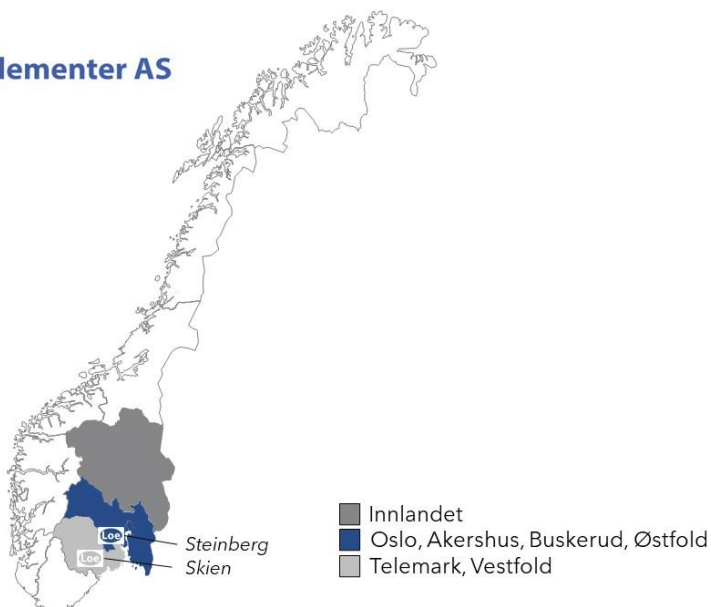 lementer AS
Loe
Steinberg
Loe
Skien
Innlandet
Oslo, Akershus, Buskerud, Østfold
Telemark, Vestfold